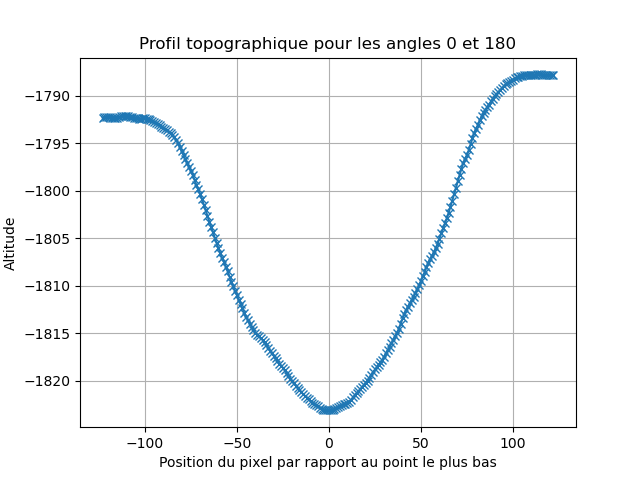 Profil topographique pour les angles 0 et 180
Altitude
−1790
−1795
−1800
−1805
−1810
−1815
−1820
−100 −50 0 50 100
Position du pixel par rapport au point le plus bas